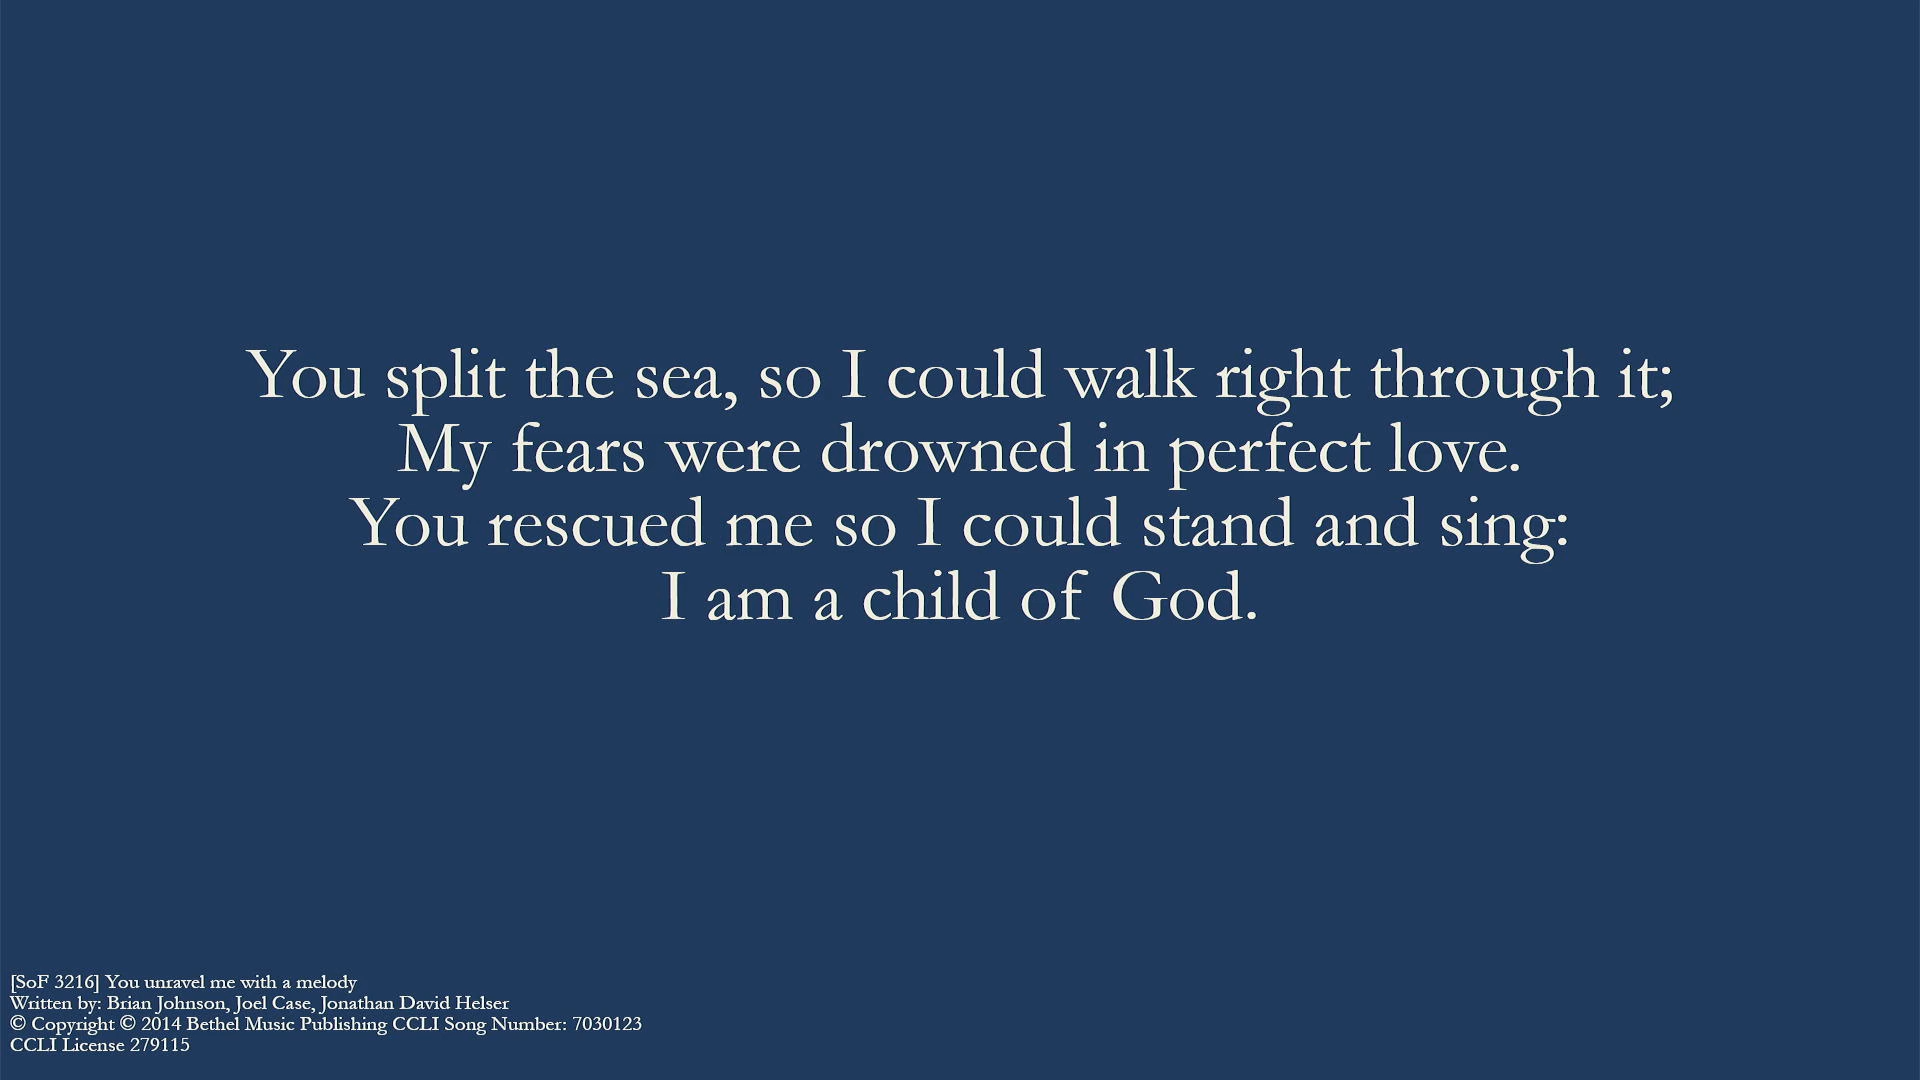 You split the sea, so I could walk right through it;
My fears were drowned in perfect love.
You rescued me so I could stand and sing:
I am a child of God.
[SoF 3216] You unravel me with a melody
Written by: Brian Johnson, Joel Case, Jonathan David Helser
© Copyright © 2014 Bethel Music Publishing CCLI Song Number: 7030123
CCLI License 279115